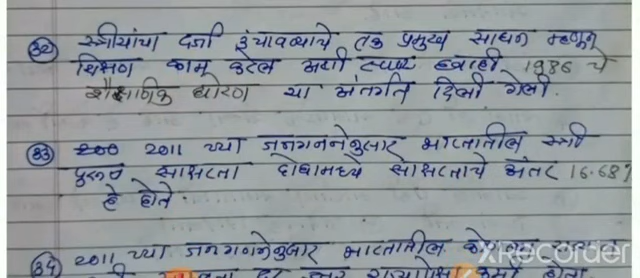 32 स्त्रीयांचा दर्जा उंचावण्याचे एक प्रमुख साधन म्हणून
शिक्षण काम करेल अशी स्पष्ट ग्वाही 1986 चे
शैक्षणिक धोरण या अंतर्गत दिली गेली.
33 2011 च्या जनगननेनुसार भारतातील स्त्री
पुरुष साक्षरता दोघामध्ये साक्षरताचे अंतर 16.68%
हे होते
34 2011 च्या जनगणनेनुसार भारतातील
XRecorder